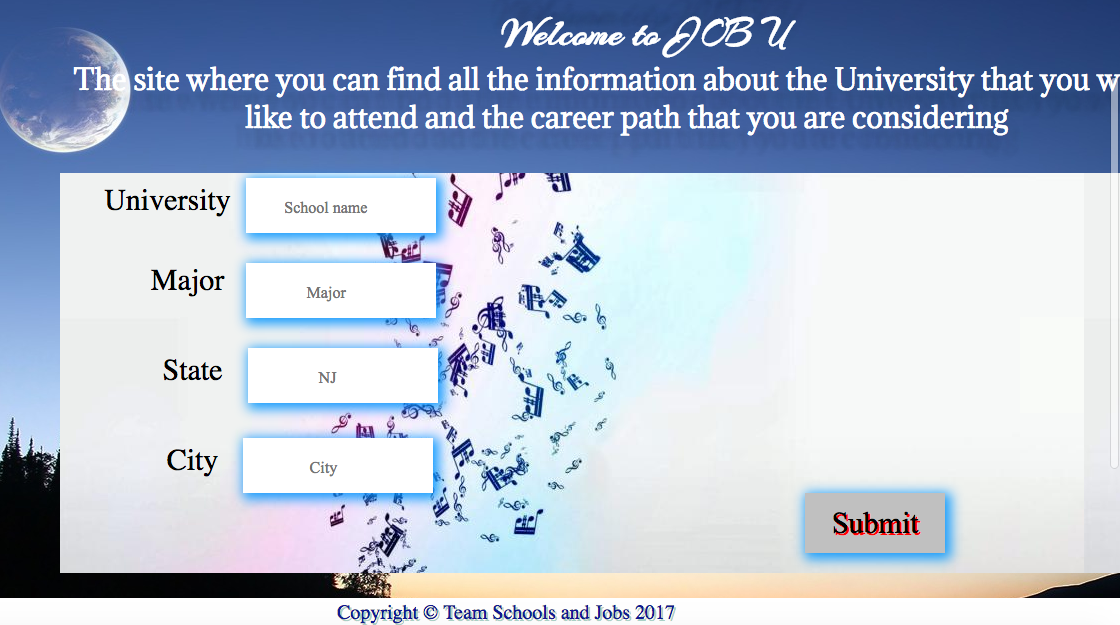 Welcome to JOB U
The site where you can find all the information about the University that you
like to attend and the career path that you are considering
University
School name
Major
Major
State
NJ
City
City
Submit
Copyright © Team Schools and Jobs 2017